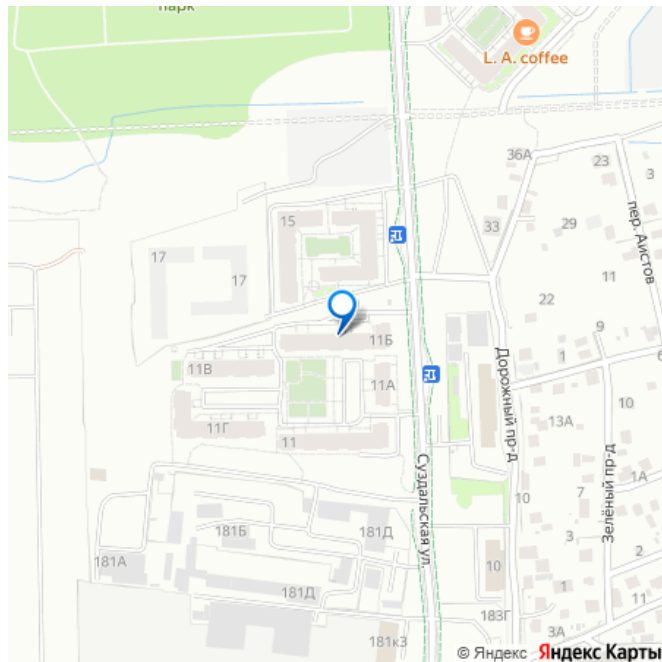 парк
L. A. coffee
36А
23
3
пер. Аистов
33
29
15
11
17
17
22
9
11Б
1
6
11В
11А
Дорожный пр-д
13А
10
11Г
11
Суздальская ул.
Зелёный пр-д
7
1А
10
3
181Б
181Д
2
181А
10
1
181Д
11
183Г
3А
181к3
© Яндекс Яндекс Карты